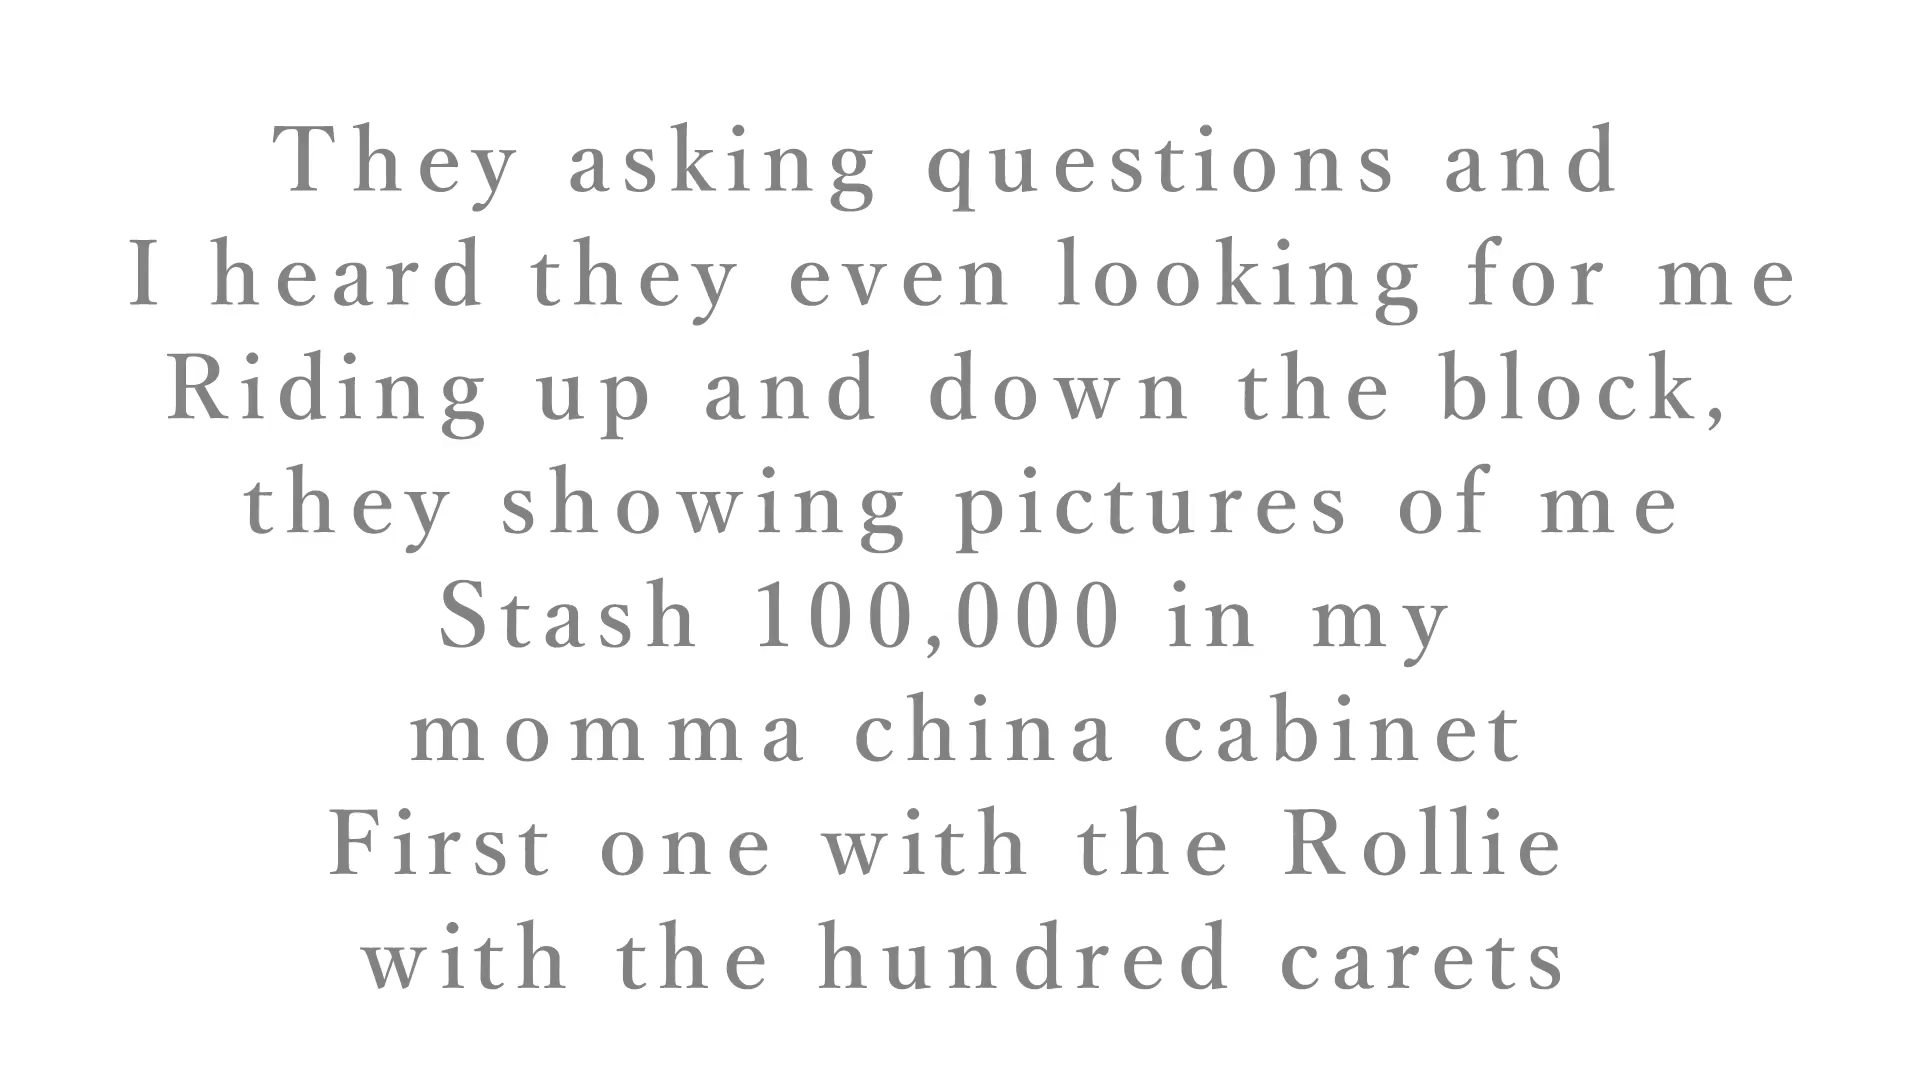 They asking questions and
I heard they even looking for me
Riding up and down the block,
they showing pictures of me
Stash 100,000 in my
momma china cabinet
First one with the Rollie
with the hundred carets